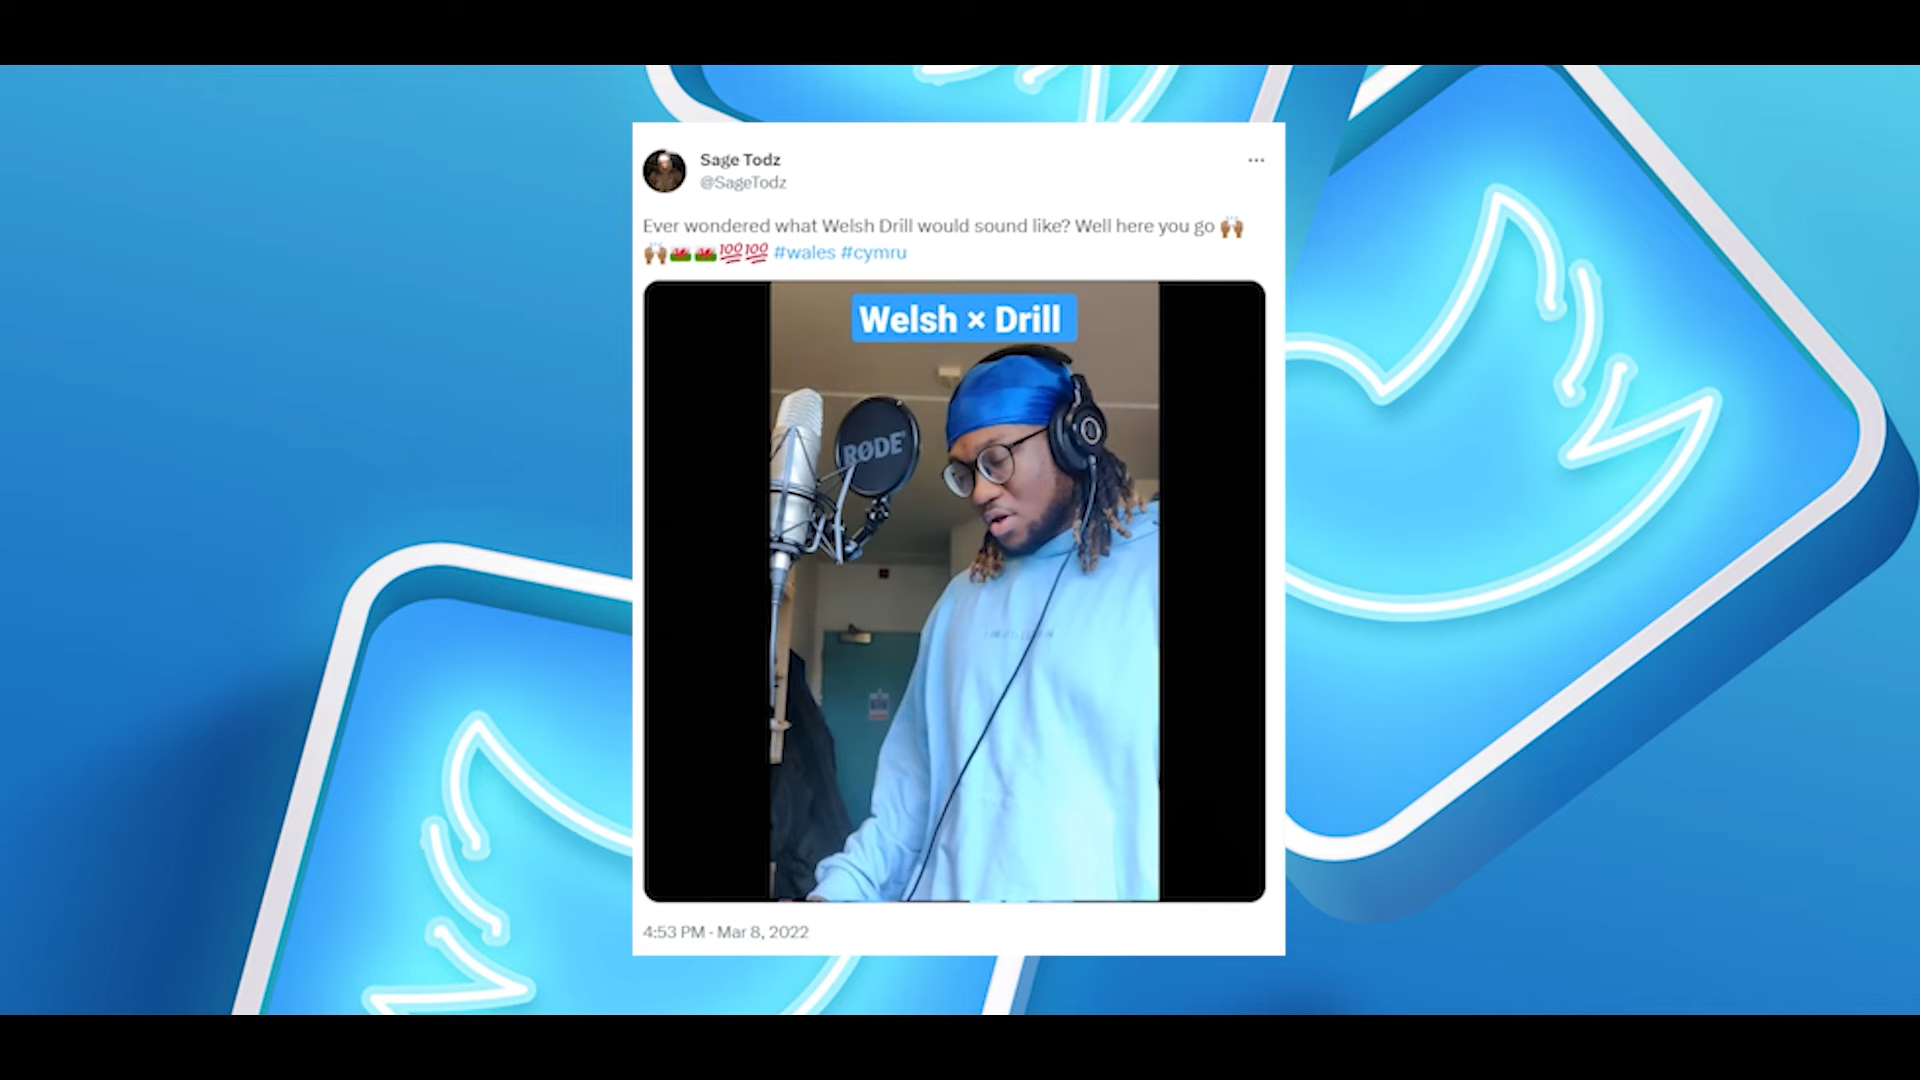 Sage Todz
@SageTodz
Ever wondered what Welsh Drill would sound like? Well here you go 🙌🏾
🙌🏾🏴󠁧󠁢󠁷󠁬󠁳󠁿🏴󠁧󠁢󠁷󠁬󠁳󠁿💯💯 #wales #cymru
Welsh × Drill
RØDE
4:53 PM · Mar 8, 2022